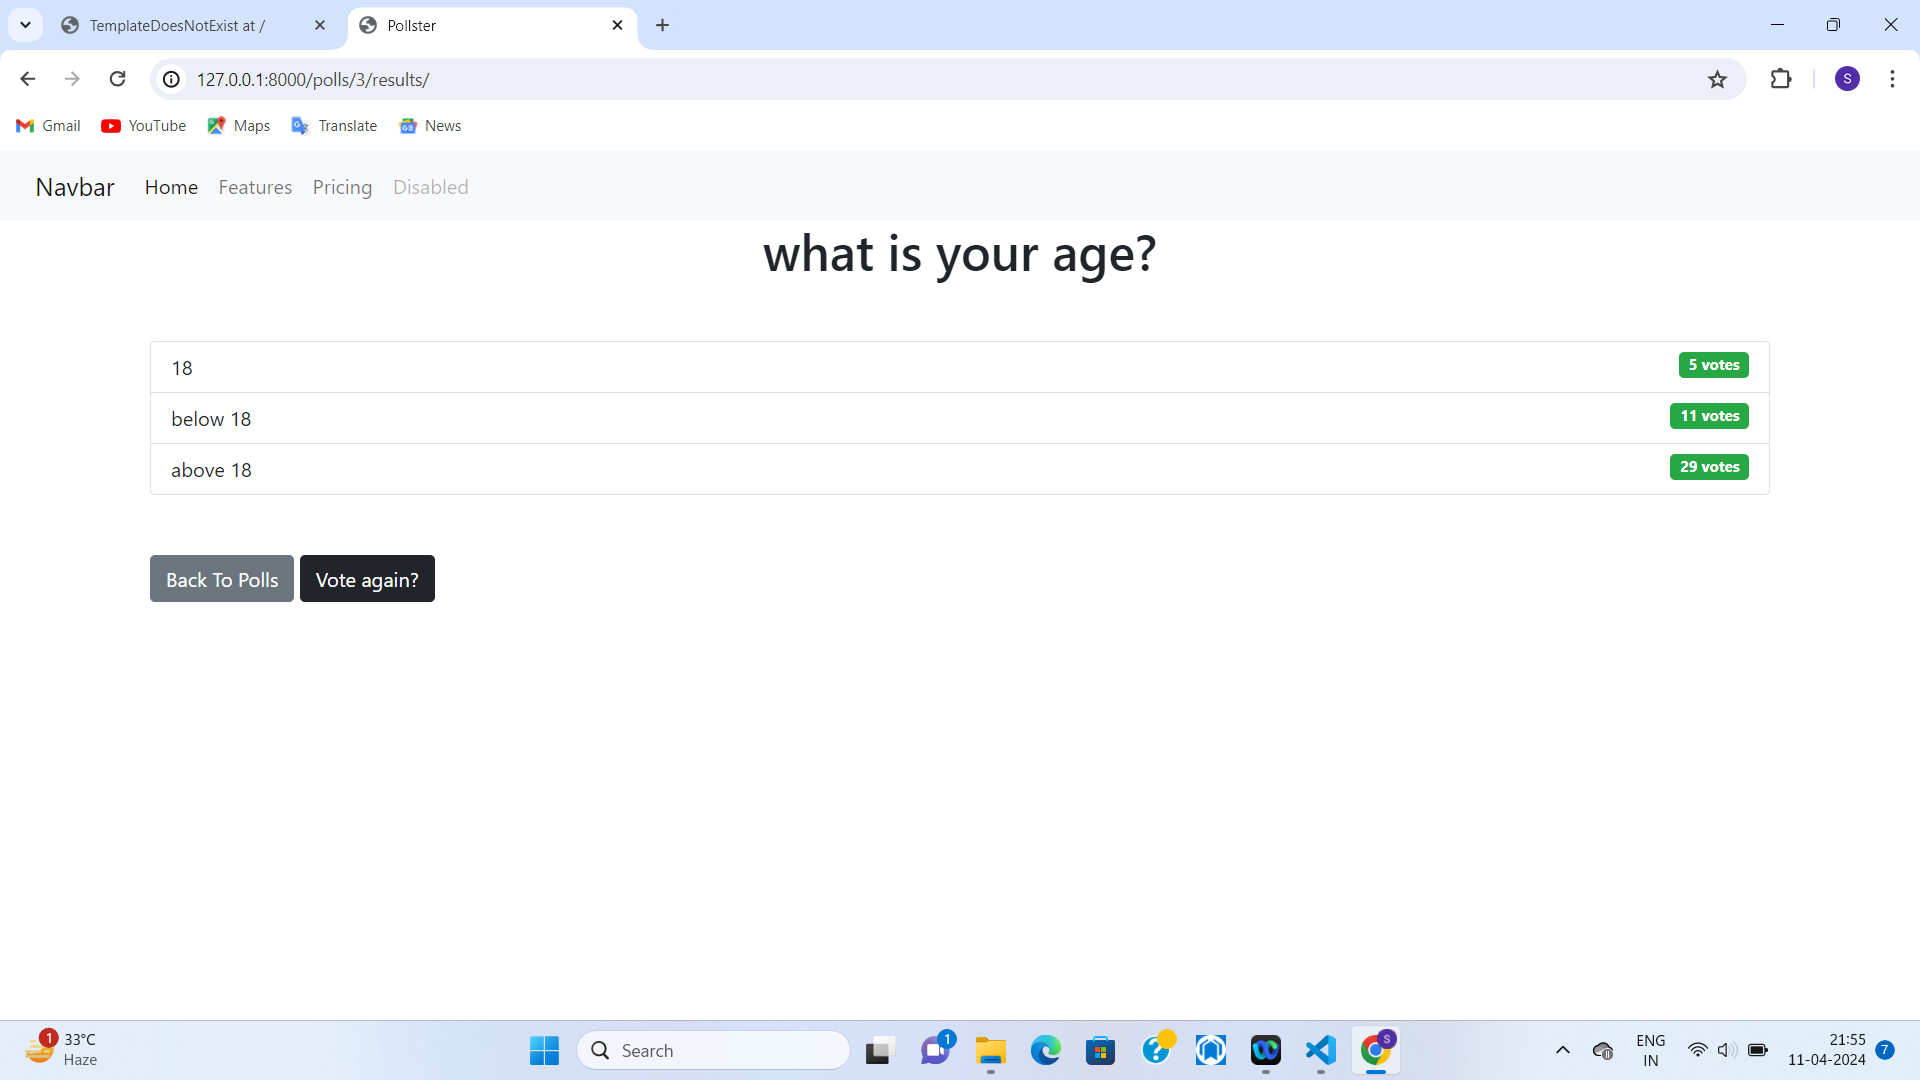 TemplateDoesNotExist at /
Pollster
127.0.0.1:8000/polls/3/results/
S
Gmail YouTube Maps Translate News
Navbar Home Features Pricing Disabled
what is your age?
18 5 votes
below 18 11 votes
above 18 29 votes
Back To Polls Vote again?
1 33°C
Haze
Search
1
S
ENG
IN
21:55
11-04-2024
7